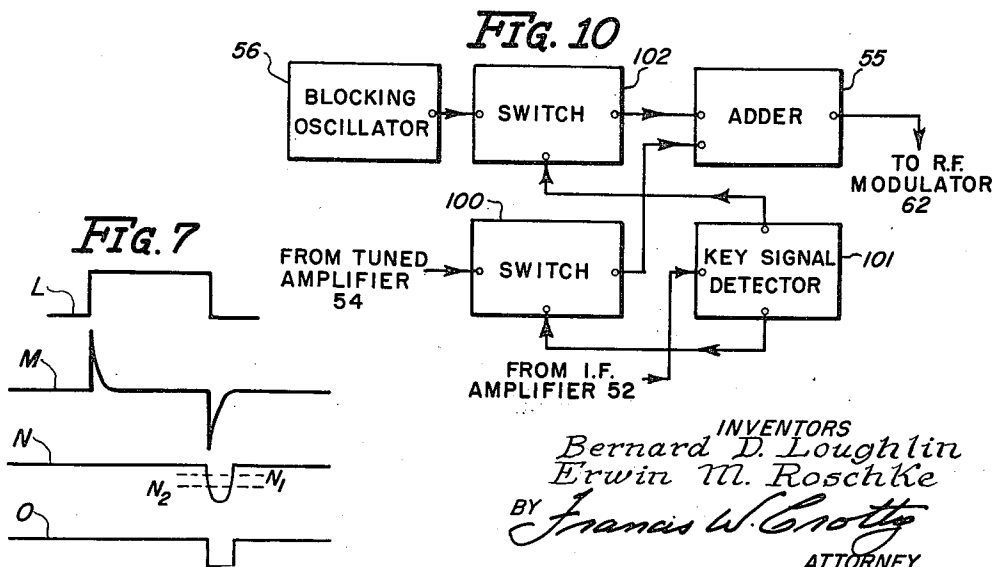 FIG. 10
56
102
55
BLOCKING
OSCILLATOR
SWITCH
ADDER
TO R.F.
MODULATOR
62
100
FROM TUNED
AMPLIFIER
54
SWITCH
KEY SIGNAL
DETECTOR
101
FROM I.F.
AMPLIFIER 52
FIG. 7
L
M
N
N1
N2
O
INVENTORS
Bernard D. Loughlin
Erwin M. Roschke
BY Francis W. Crotty
ATTORNEY